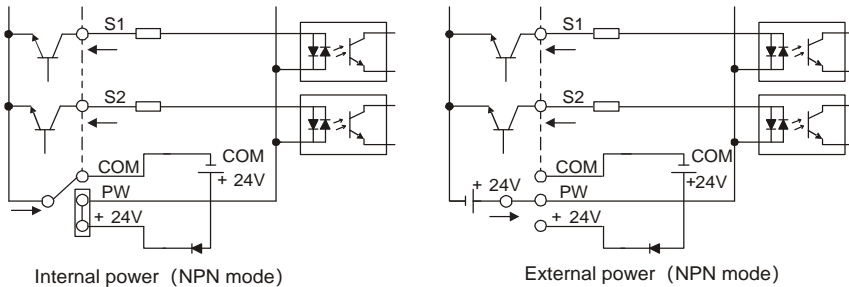 S1
S2
COM
COM
+ 24V
PW
+ 24V
Internal power (NPN mode)
S1
S2
COM
COM
+24V
+ 24V
PW
+ 24V
External power (NPN mode)